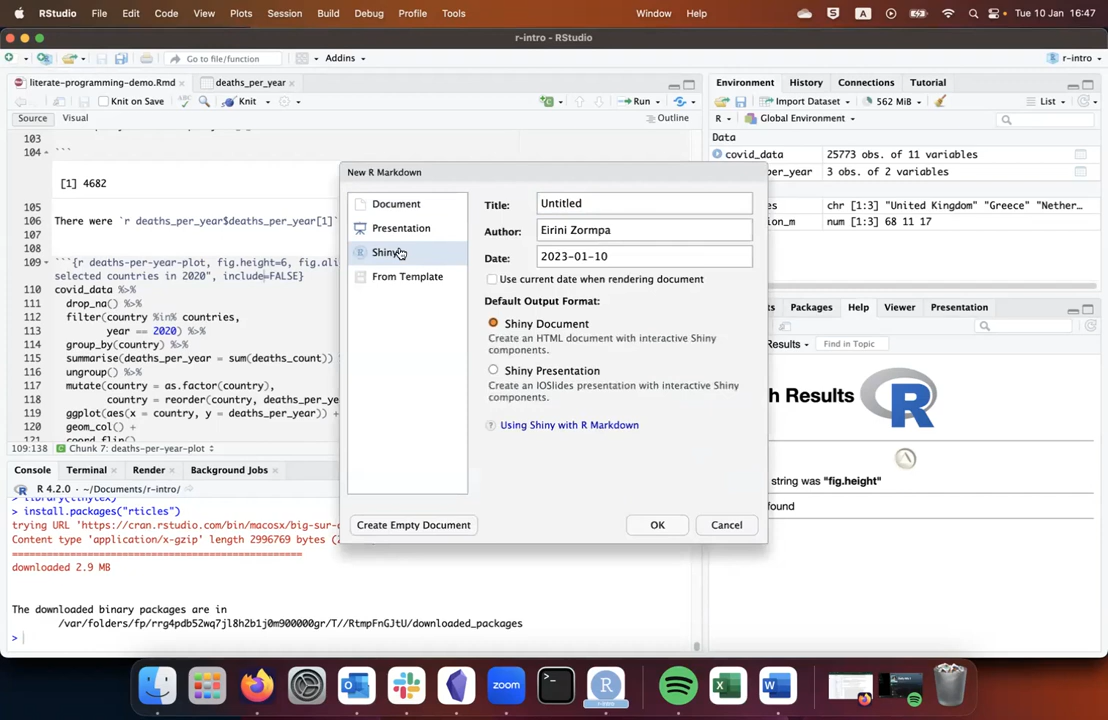 RStudio File Edit Code View Plots Session Build Debug Profile Tools Window Help Tue 10 Jan 16:47
r-intro - RStudio
Go to file/function Addins r-intro
literate-programming-demo.Rmd deaths_per_year
Knit on Save Knit Run
Source Visual Outline
103
104 ```
[1] 4682
105
106 There were `r deaths_per_year$deaths_per_year[1]`
107
108
109 ```{r deaths-per-year-plot, fig.height=6, fig.ali
selected countries in 2020", include=FALSE}
110 covid_data %>%
111 drop_na() %>%
112 filter(country %in% countries,
113 year == 2020) %>%
114 group_by(country) %>%
115 summarise(deaths_per_year = sum(deaths_count))
116 ungroup() %>%
117 mutate(country = as.factor(country),
118 country = reorder(country, deaths_per
119 ggplot(aes(x = country, y = deaths_per_year)) +
120 geom_col() +
121 coord_flip()
109:138 Chunk 7: deaths-per-year-plot
Console Terminal Render Background Jobs
R 4.2.0 · ~/Documents/r-intro/
> library(tinytex)
> install.packages("rticles")
trying URL 'https://cran.rstudio.com/bin/macosx/big-sur-
Content type 'application/x-gzip' length 2996769 bytes (2
==================================================
downloaded 2.9 MB
The downloaded binary packages are in
/var/folders/fp/rrg4pdb52wq7jl8h2b1j0m900000gr/T//RtmpFnGJtU/downloaded_packages
>
New R Markdown
Document
Presentation
Shiny
From Template
Title: Untitled
Author: Eirini Zormpa
Date: 2023-01-10
Use current date when rendering document
Default Output Format:
Shiny Document
Create an HTML document with interactive Shiny
components.
Shiny Presentation
Create an IOSlides presentation with interactive Shiny
components.
Using Shiny with R Markdown
Create Empty Document OK Cancel
Environment History Connections Tutorial
Import Dataset 562 MiB List
R Global Environment
Data
covid_data 25773 obs. of 11 variables
er_year 3 obs. of 2 variables
es chr [1:3] "United Kingdom" "Greece" "Nether…
ion_m num [1:3] 68 11 17
ts Packages Help Viewer Presentation
Results Find in Topic
h Results R
string was "fig.height"
ound
zoom
r-intro